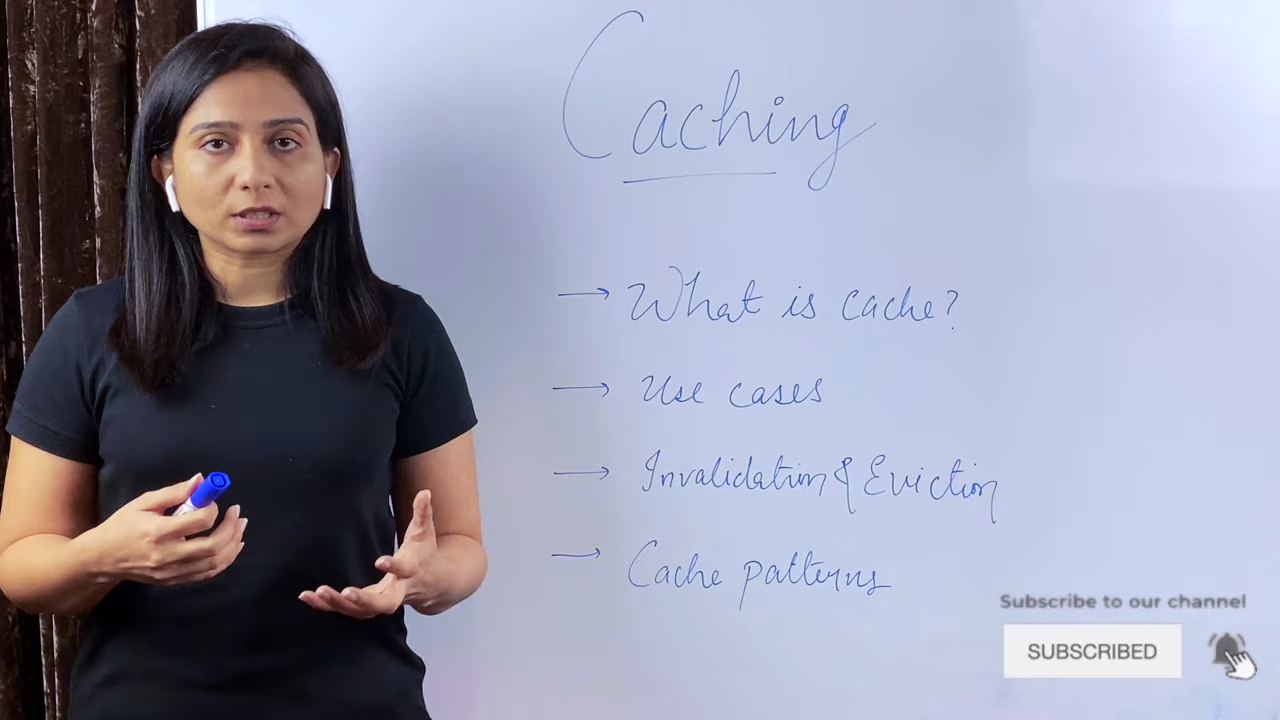 Caching
→ What is cache?
→ Use cases
→ Invalidation & Eviction
→ Cache patterns
Subscribe to our channel
SUBSCRIBED